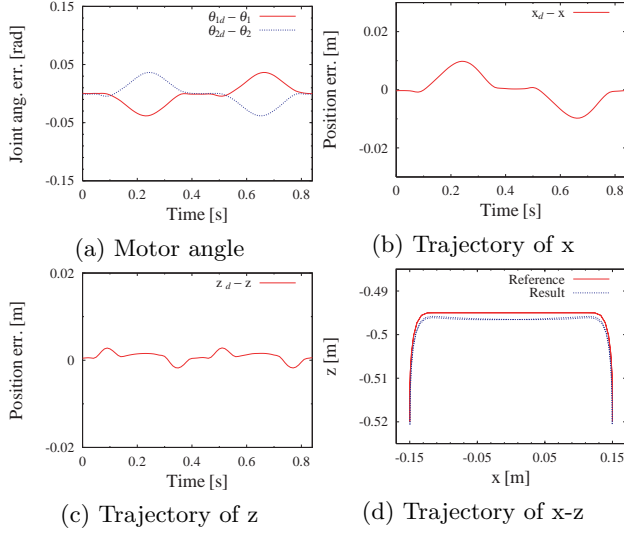 θ1d − θ1
θ2d − θ2
0.15
0.05
-0.05
-0.15
Joint ang. err. [rad]
0 0.2 0.4 0.6 0.8
Time [s]
(a) Motor angle
xd − x
0.02
0
-0.02
Position err. [m]
0 0.2 0.4 0.6 0.8
Time [s]
(b) Trajectory of x
z d − z
0.02
0
-0.02
Position err. [m]
0 0.2 0.4 0.6 0.8
Time [s]
(c) Trajectory of z
Reference
Result
-0.49
-0.5
-0.51
-0.52
z [m]
-0.15 -0.05 0.05 0.15
x [m]
(d) Trajectory of x-z